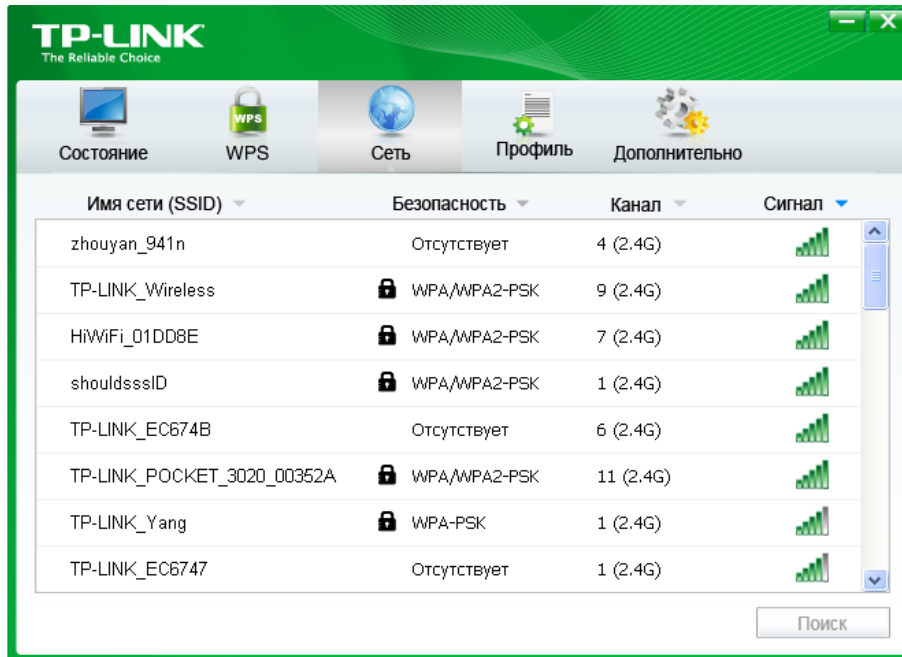 TP-LINK
The Reliable Choice
WPS
Состояние WPS Сеть Профиль Дополнительно
Имя сети (SSID) Безопасность Канал Сигнал
zhouyan_941n Отсутствует 4 (2.4G)
TP-LINK_Wireless WPA/WPA2-PSK 9 (2.4G)
HiWiFi_01DD8E WPA/WPA2-PSK 7 (2.4G)
shouldsssID WPA/WPA2-PSK 1 (2.4G)
TP-LINK_EC674B Отсутствует 6 (2.4G)
TP-LINK_POCKET_3020_00352A WPA/WPA2-PSK 11 (2.4G)
TP-LINK_Yang WPA-PSK 1 (2.4G)
TP-LINK_EC6747 Отсутствует 1 (2.4G)
Поиск